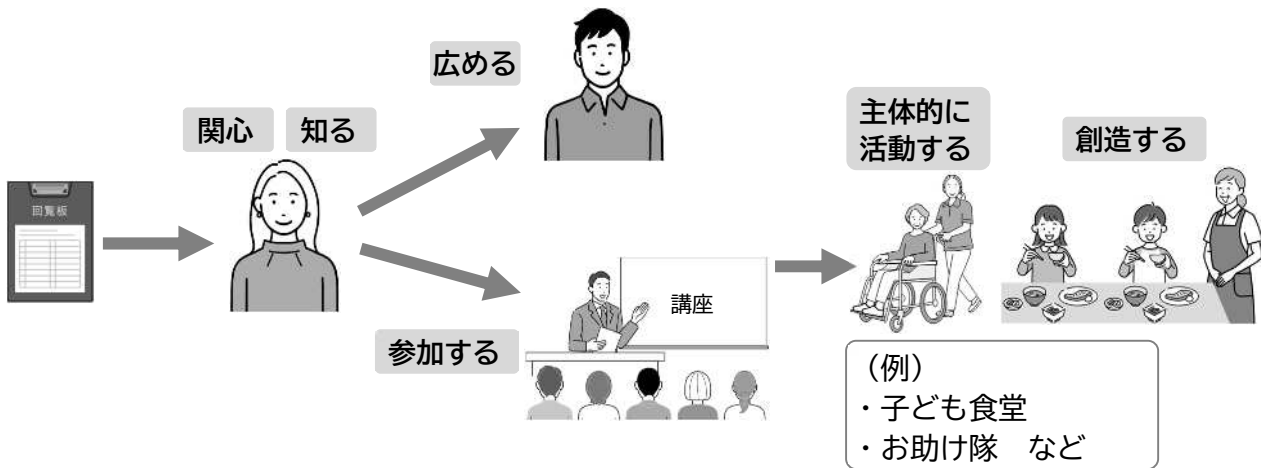 広める
関心
知る
主体的に
活動する
創造する
回覧板
講座
参加する
（例）
・子ども食堂
・お助け隊　など